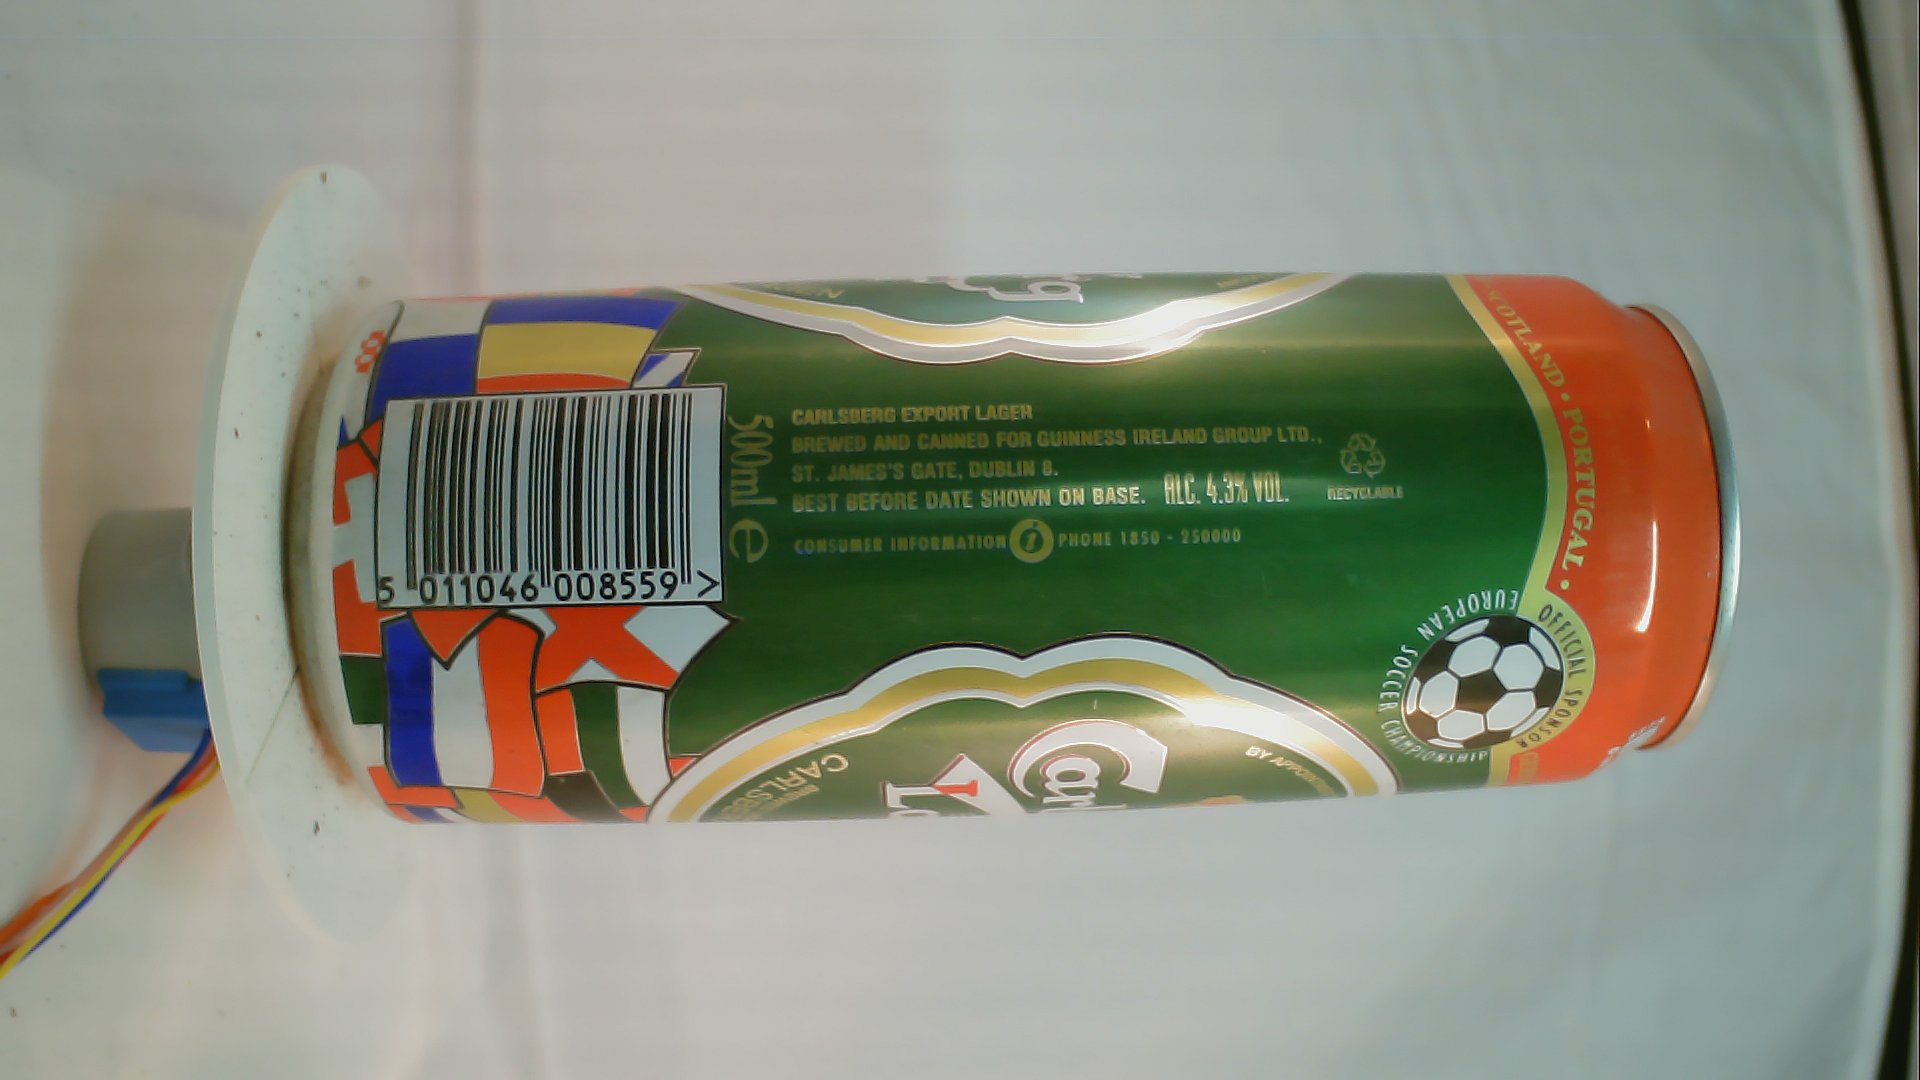 CARLSBERG EXPORT LAGER
BREWED AND CANNED FOR GUINNESS IRELAND GROUP LTD.,
ST. JAMES'S GATE, DUBLIN 8.
BEST BEFORE DATE SHOWN ON BASE. ALC. 4.3% VOL.
CONSUMER INFORMATION i PHONE 1850 - 250000
RECYCLABLE
500ml e
5 011046 008559 >
SCOTLAND • PORTUGAL •
OFFICIAL SPONSOR
EUROPEAN SOCCER CHAMPIONSHIP